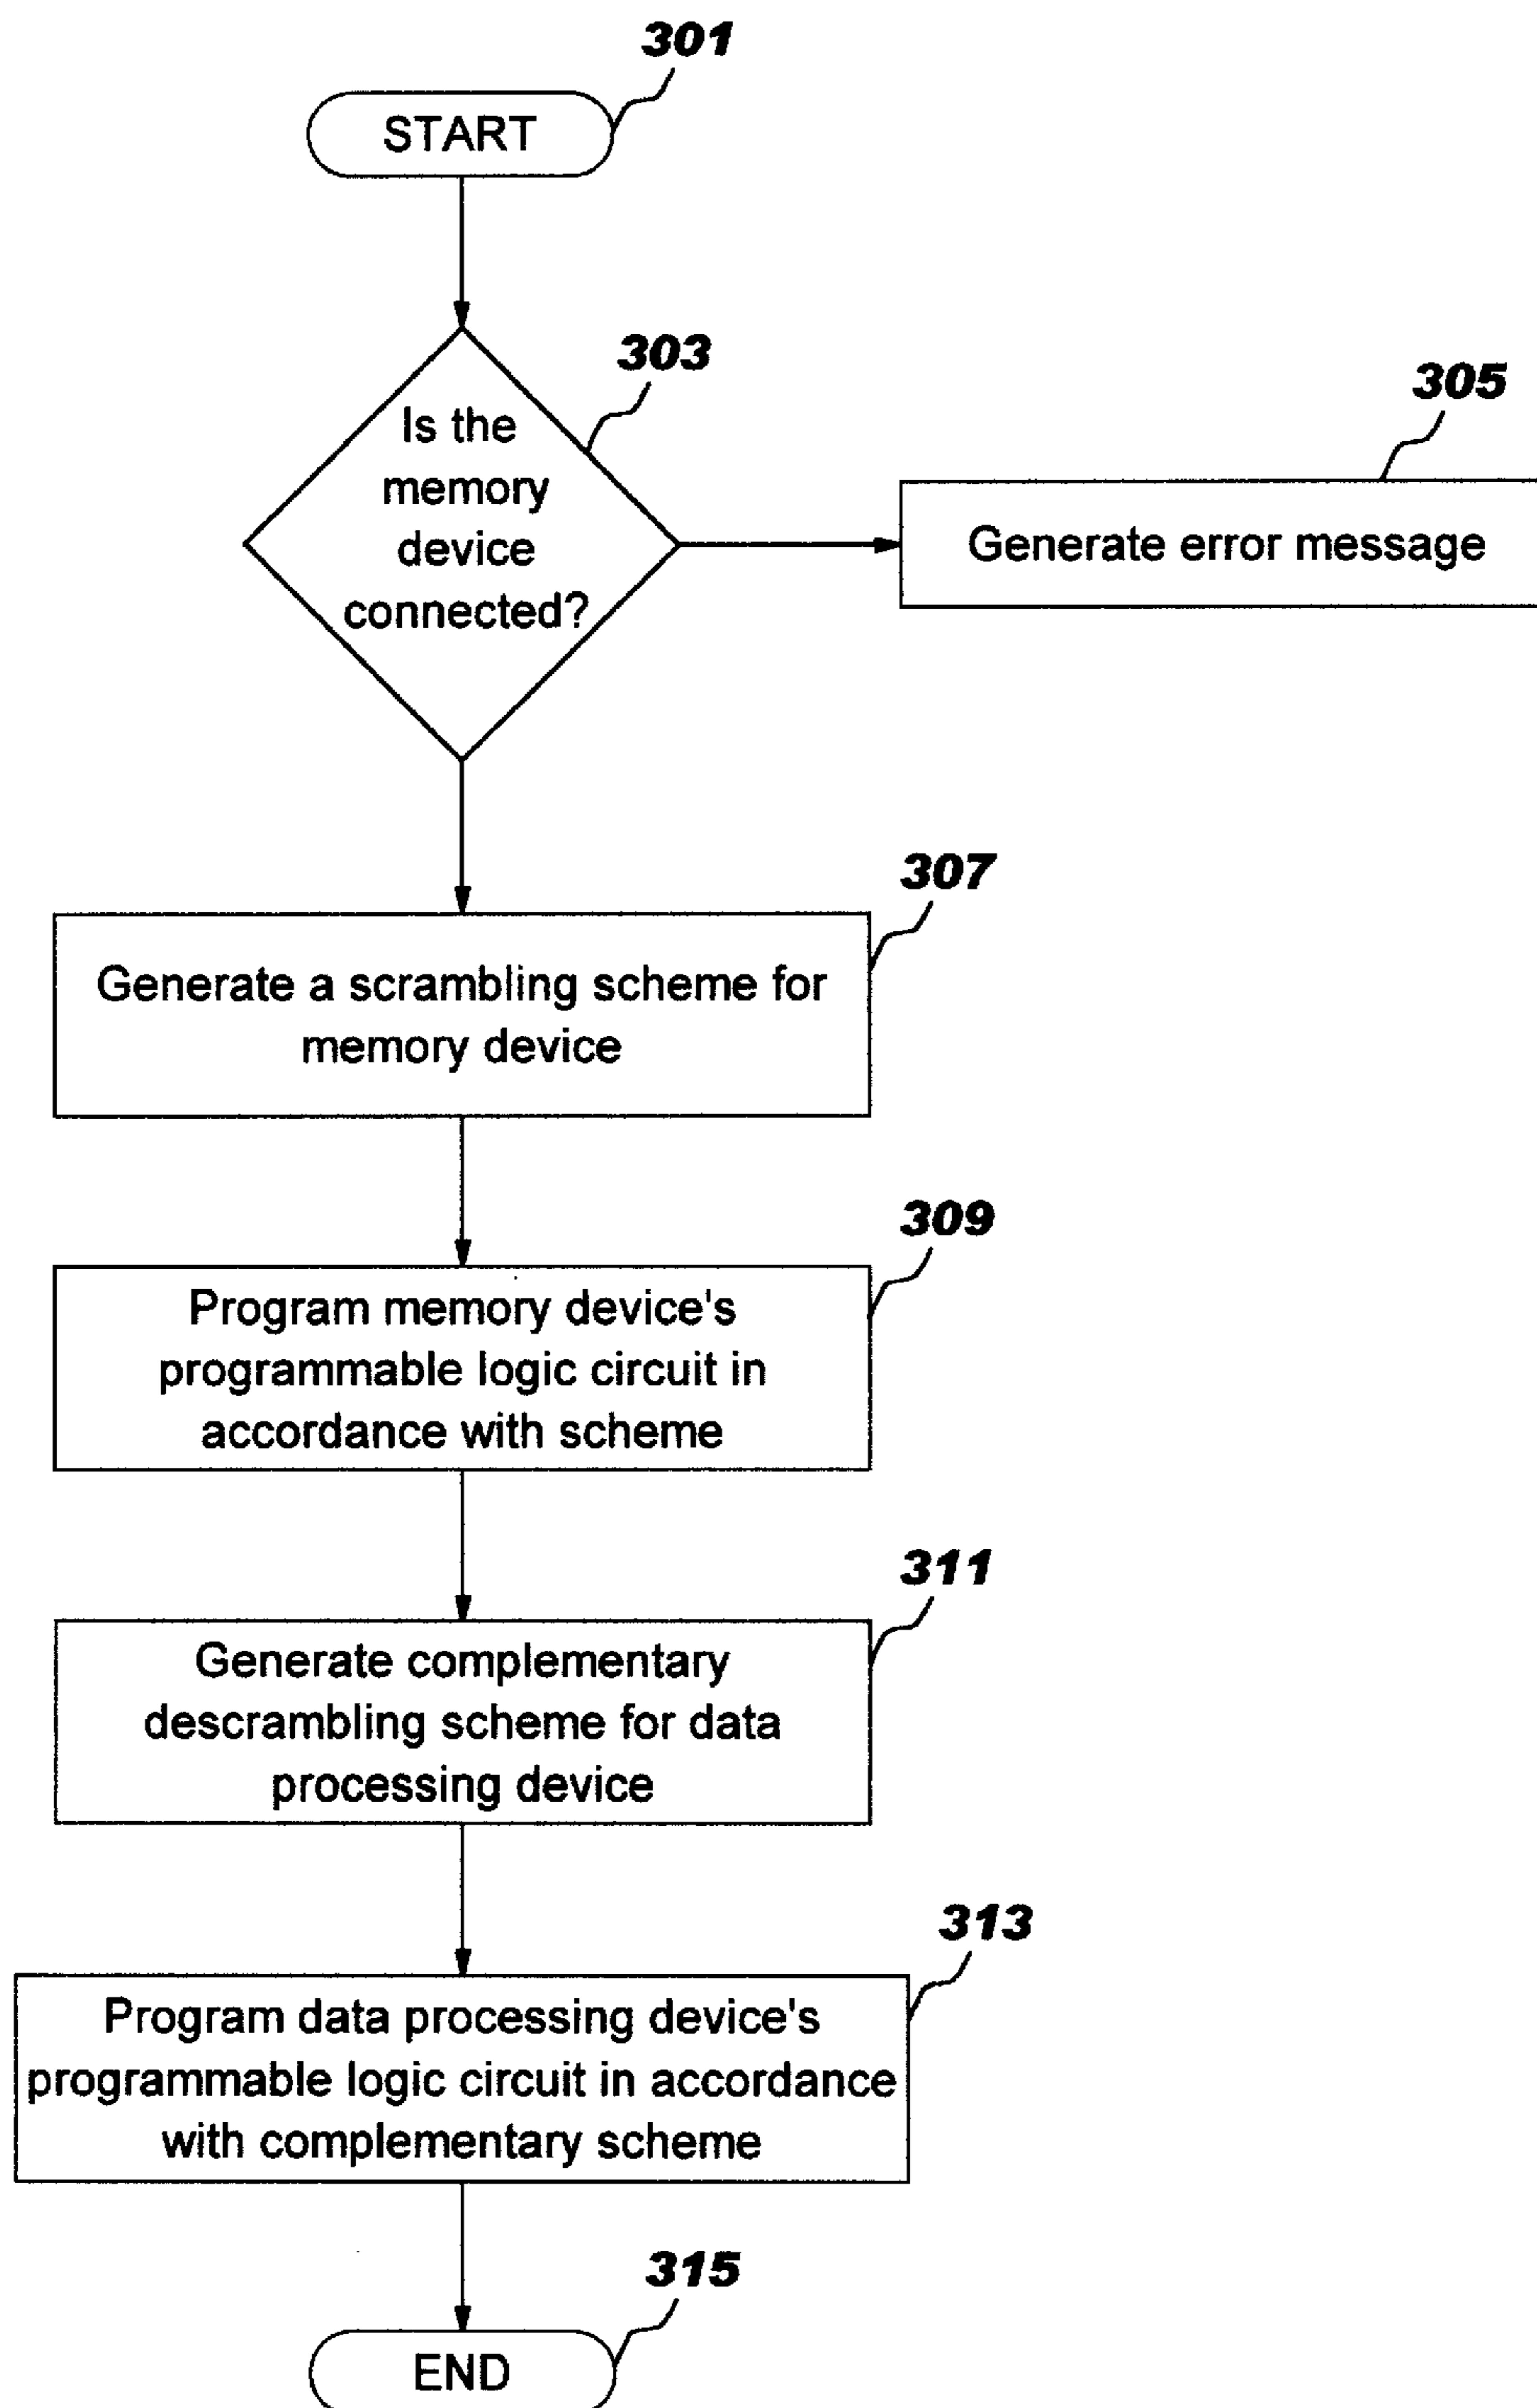 301
START
303
Is the
memory
device
connected?
305
Generate error message
307
Generate a scrambling scheme for
memory device
309
Program memory device's
programmable logic circuit in
accordance with scheme
311
Generate complementary
descrambling scheme for data
processing device
313
Program data processing device's
programmable logic circuit in accordance
with complementary scheme
315
END